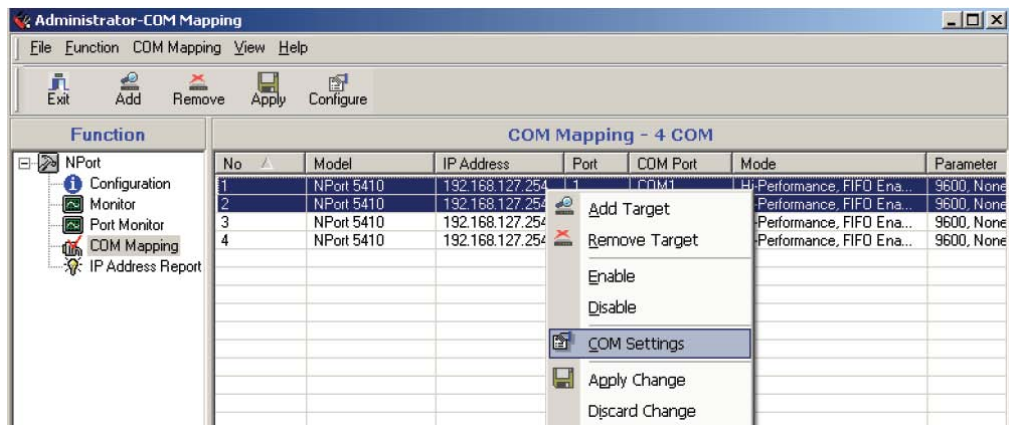 Administrator-COM Mapping
File Function COM Mapping View Help
Exit Add Remove Apply Configure
Function
COM Mapping - 4 COM
NPort
Configuration
Monitor
Port Monitor
COM Mapping
IP Address Report
No Model IP Address Port COM Port Mode Parameter
1 NPort 5410 192.168.127.254 1 COM1 Hi-Performance, FIFO Ena... 9600, None
2 NPort 5410 192.168.127.254 -Performance, FIFO Ena... 9600, None
3 NPort 5410 192.168.127.254 -Performance, FIFO Ena... 9600, None
4 NPort 5410 192.168.127.254 -Performance, FIFO Ena... 9600, None
Add Target
Remove Target
Enable
Disable
COM Settings
Apply Change
Discard Change